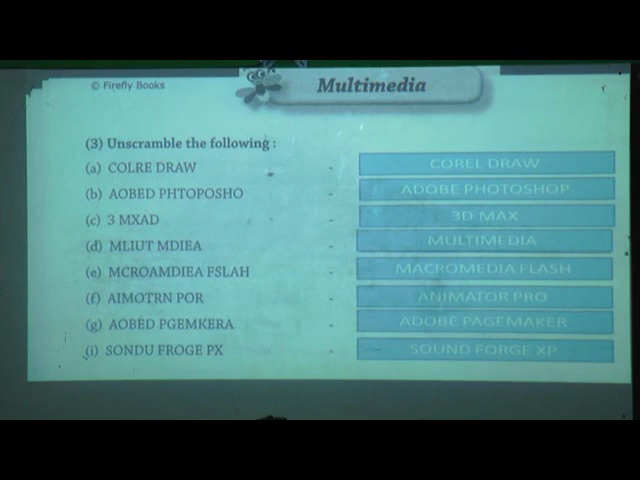 © Firefly Books
Multimedia
(3) Unscramble the following :
(a) COLRE DRAW - COREL DRAW
(b) AOBED PHTOPOSHO - ADOBE PHOTOSHOP
(c) 3 MXAD - 3D MAX
(d) MLIUT MDIEA - MULTIMEDIA
(e) MCROAMDIEA FSLAH - MACROMEDIA FLASH
(f) AIMOTRN POR - ANIMATOR PRO
(g) AOBED PGEMKERA - ADOBE PAGEMAKER
(i) SONDU FROGE PX - SOUND FORGE XP